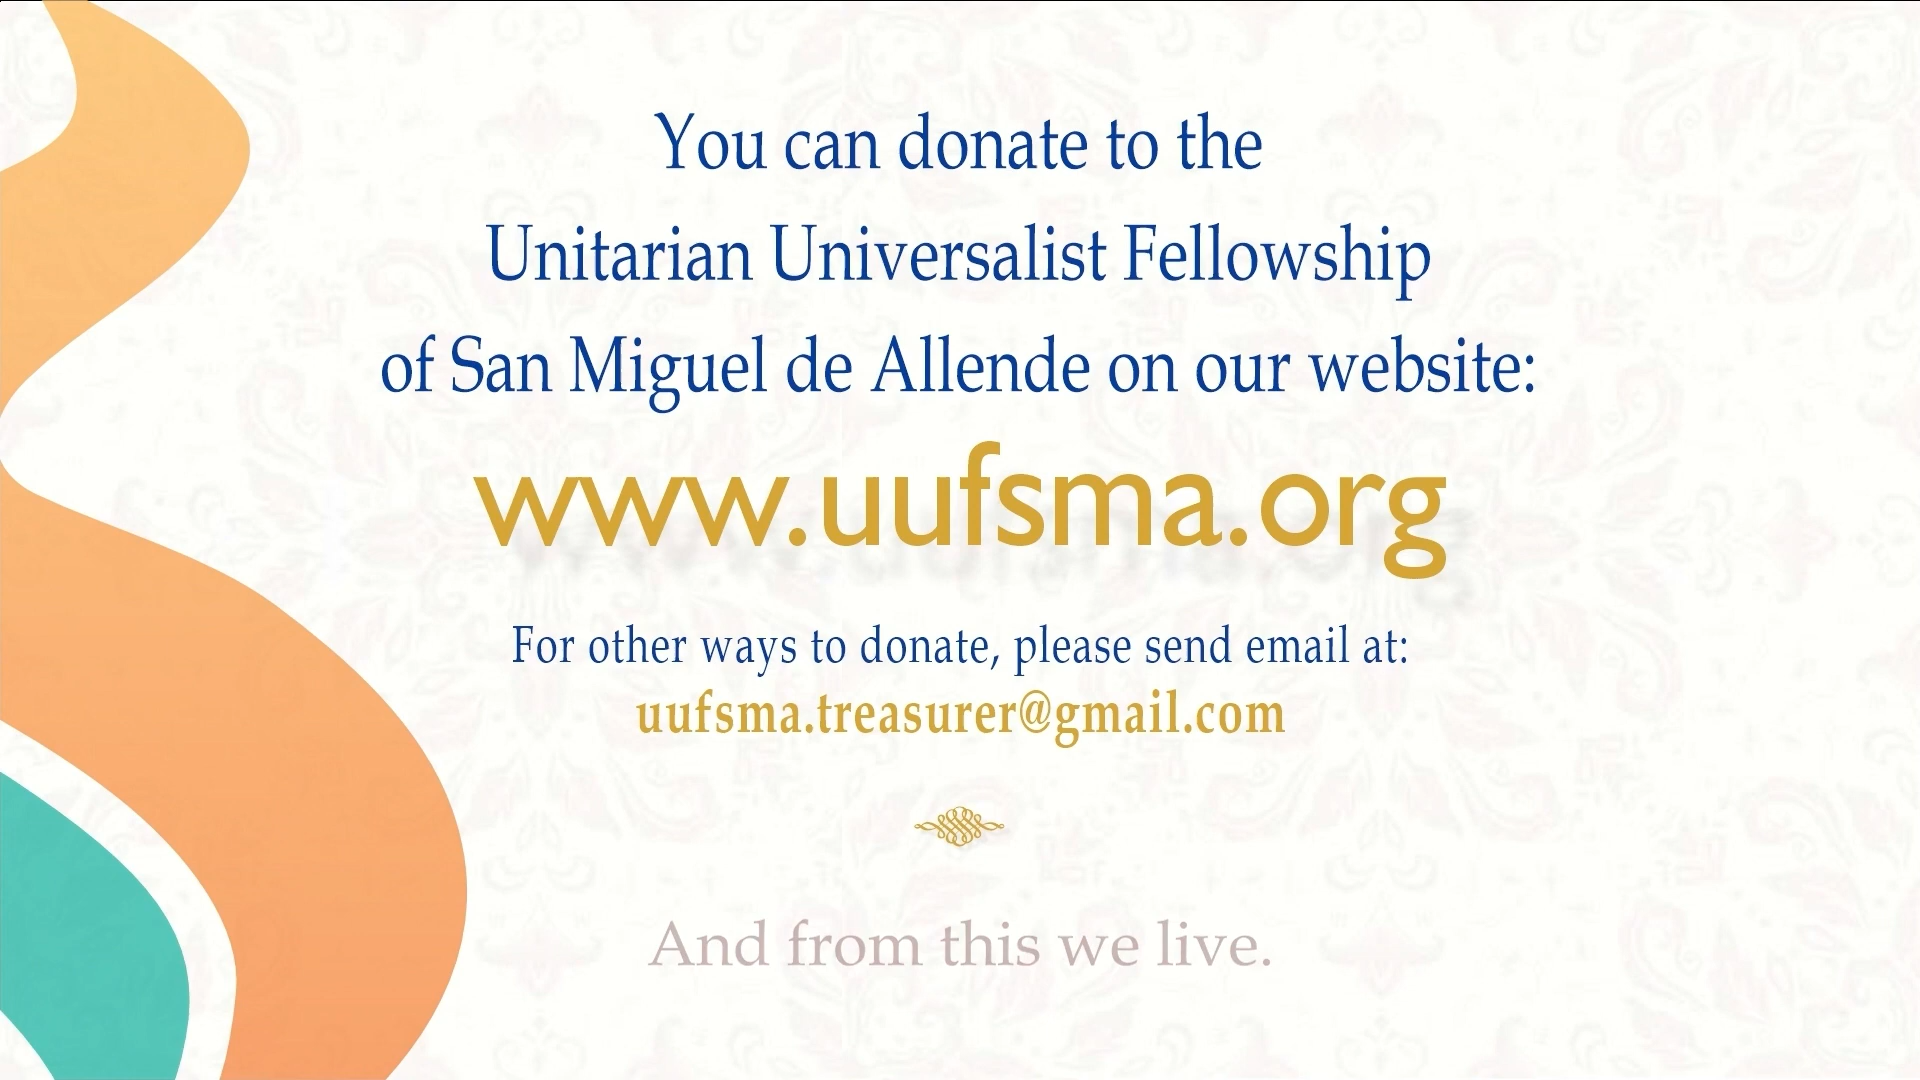 You can donate to the
Unitarian Universalist Fellowship
of San Miguel de Allende on our website:
www.uufsma.org
For other ways to donate, please send email at:
uufsma.treasurer@gmail.com
And from this we live.